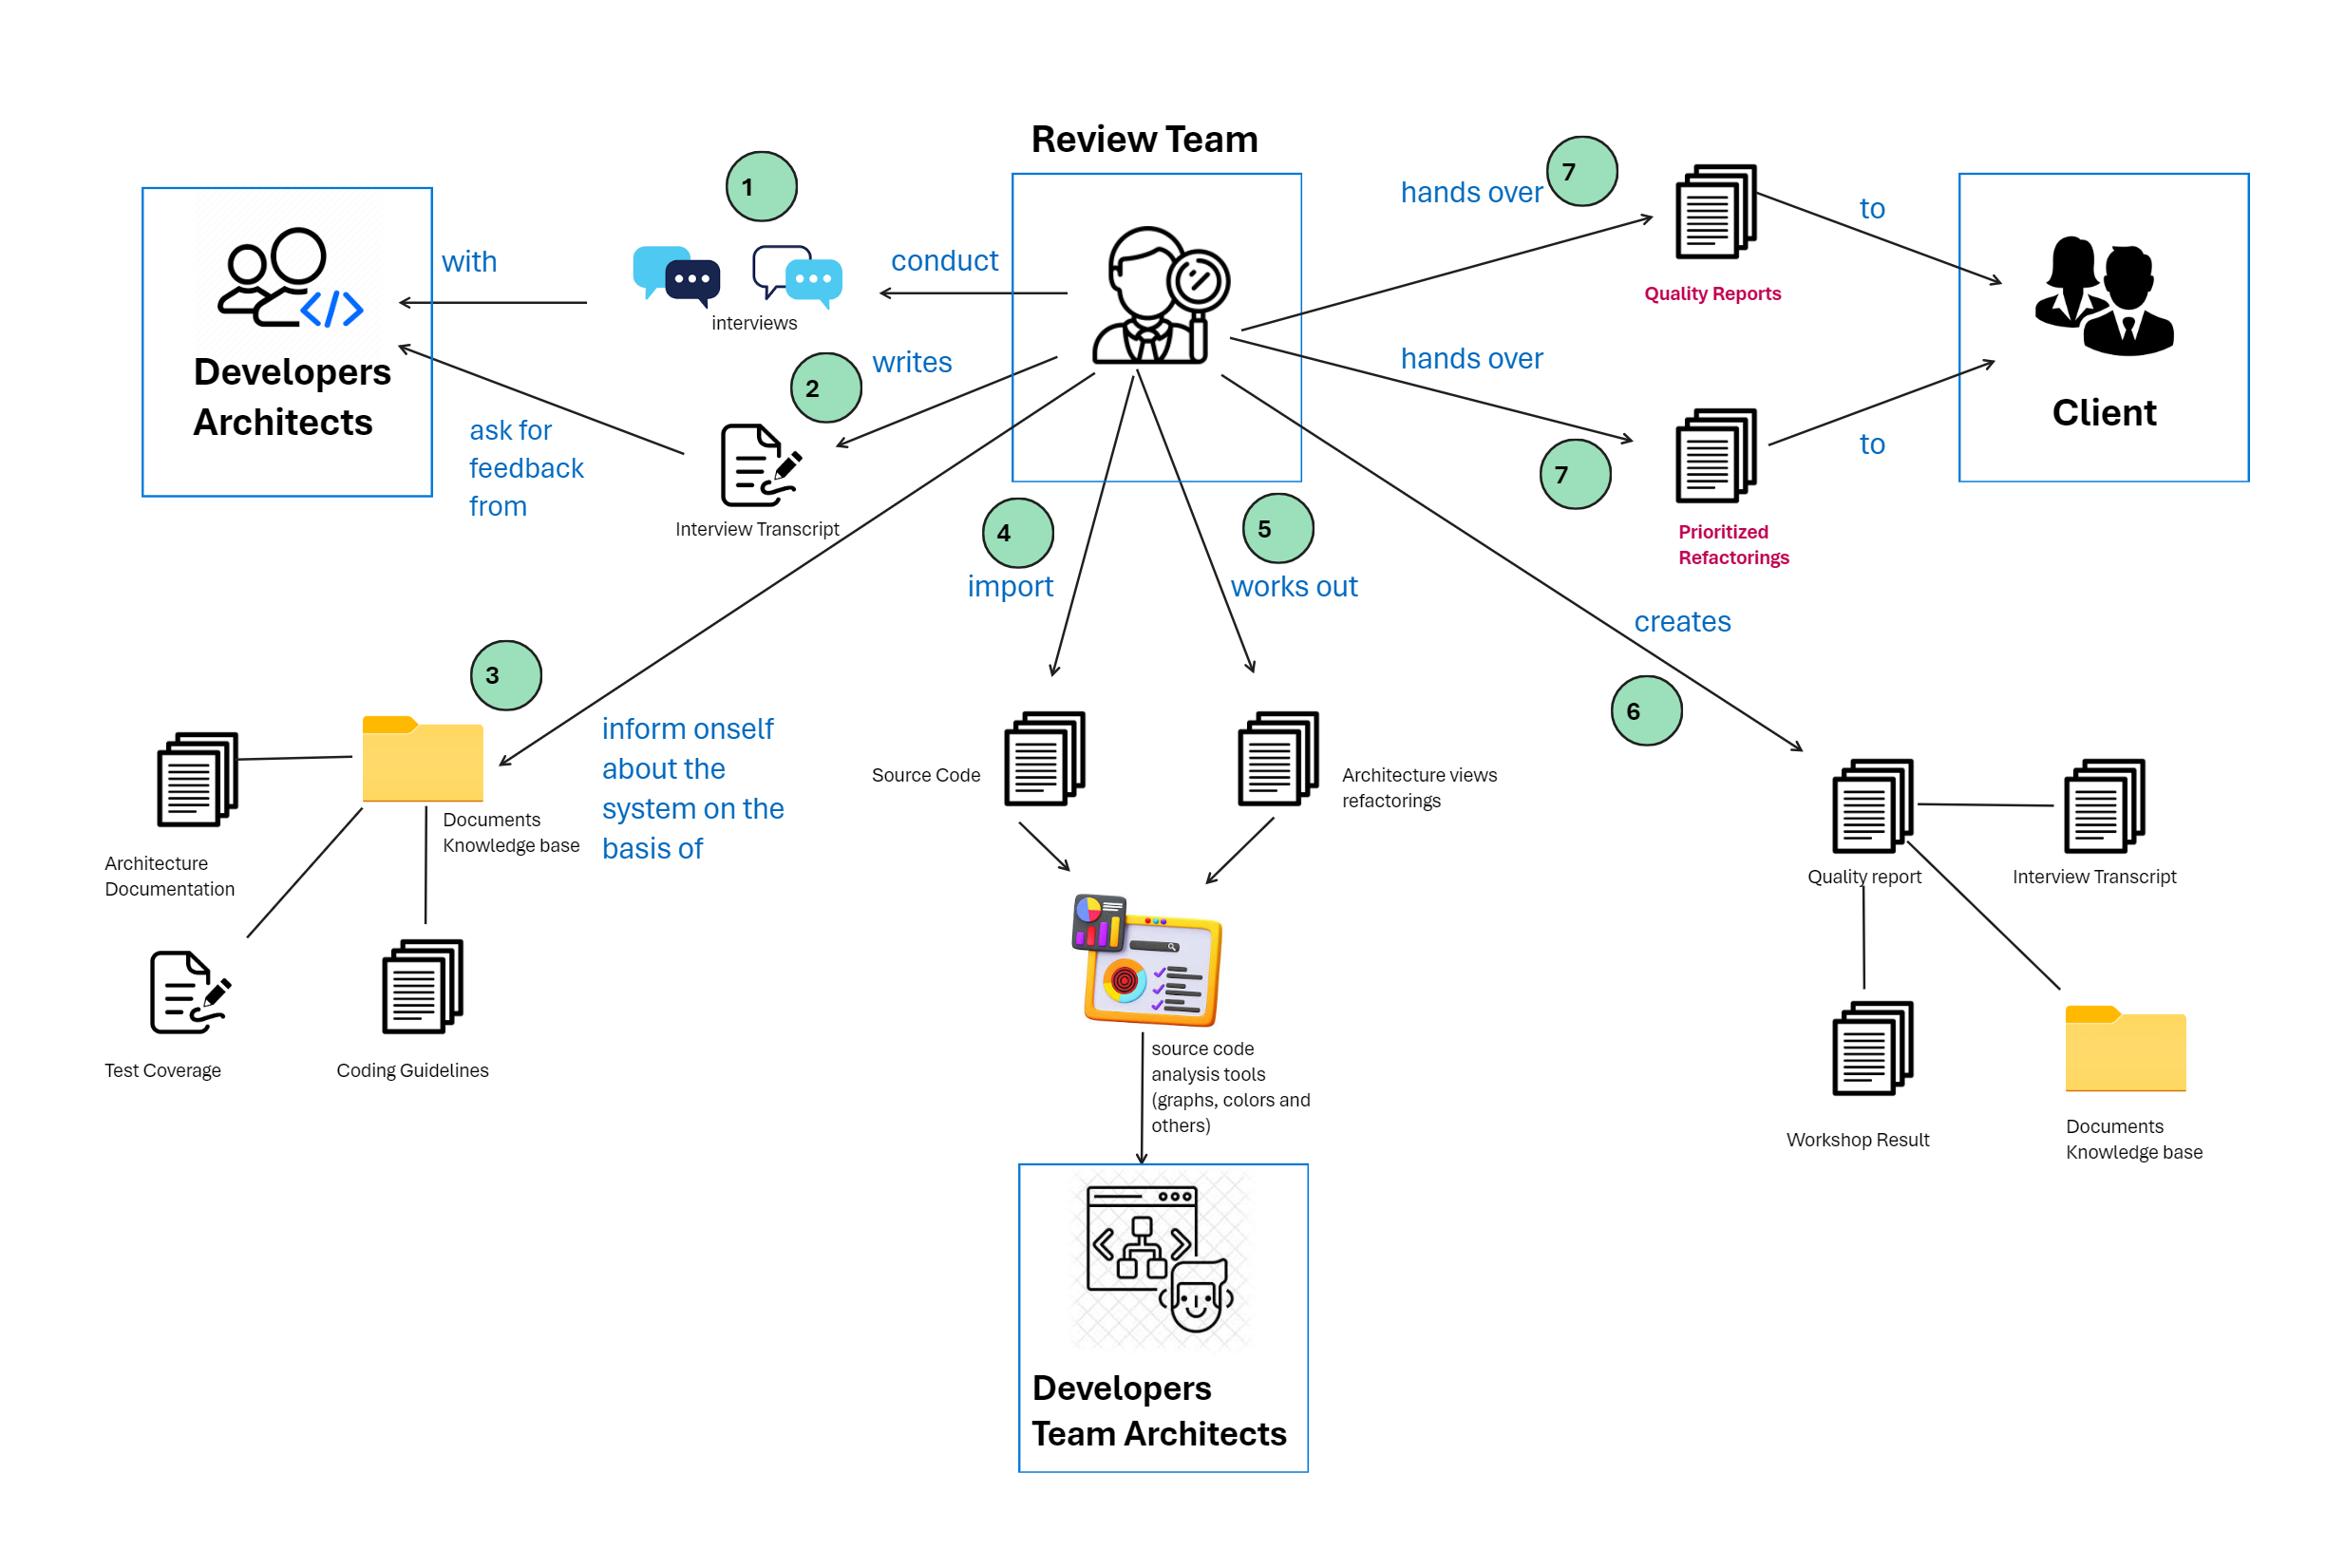 Review Team
1
7
hands over
to
with
conduct
interviews
Quality Reports
Developers
Architects
2
writes
hands over
Client
ask for
feedback
from
to
7
Interview Transcript
Prioritized
Refactorings
4
import
5
works out
creates
3
6
inform onself
about the
system on the
basis of
Source Code
Architecture views
refactorings
Documents
Knowledge base
Architecture
Documentation
Quality report
Interview Transcript
Test Coverage
Coding Guidelines
source code
analysis tools
(graphs, colors and
others)
Workshop Result
Documents
Knowledge base
Developers
Team Architects